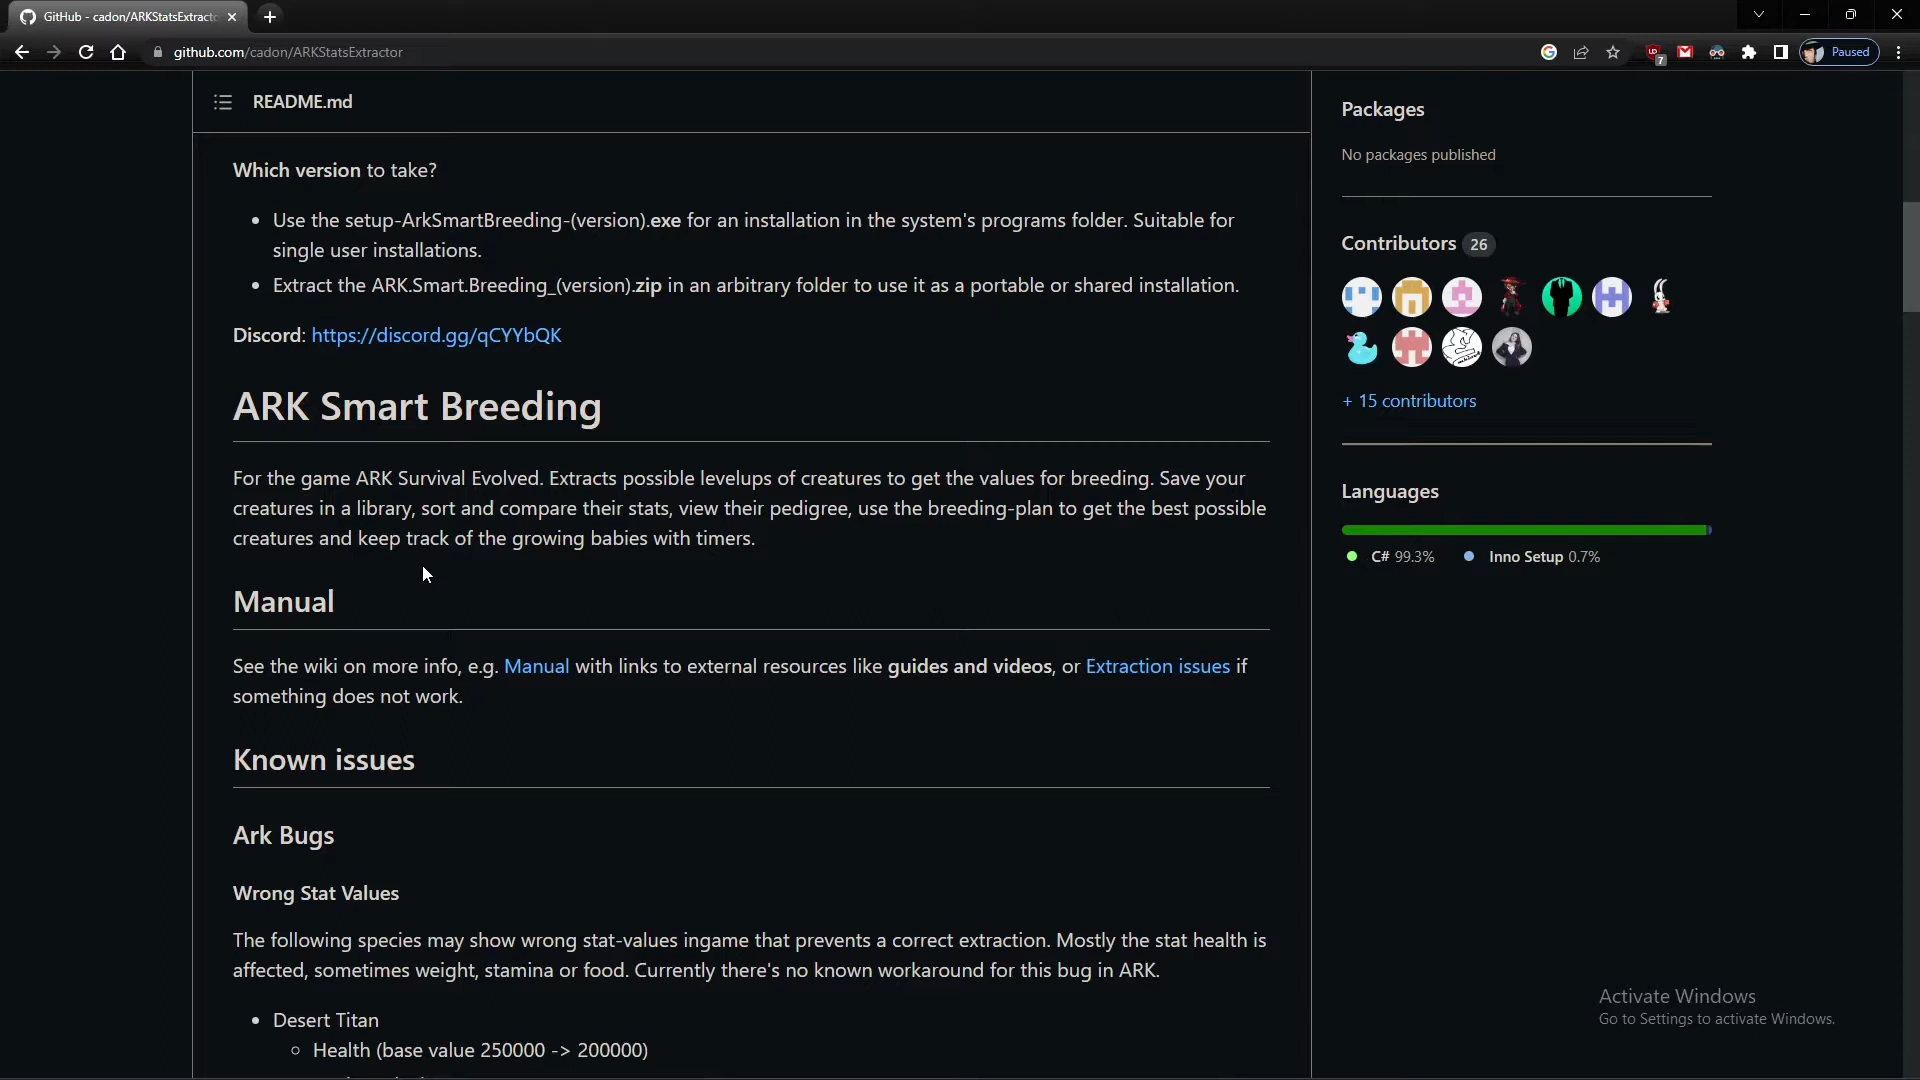 GitHub - cadon/ARKStatsExtracto
github.com/cadon/ARKStatsExtractor
7
Paused
README.md
Which version to take?
• Use the setup-ArkSmartBreeding-(version).exe for an installation in the system's programs folder. Suitable for
single user installations.
• Extract the ARK.Smart.Breeding_(version).zip in an arbitrary folder to use it as a portable or shared installation.
Discord: https://discord.gg/qCYYbQK
ARK Smart Breeding
For the game ARK Survival Evolved. Extracts possible levelups of creatures to get the values for breeding. Save your
creatures in a library, sort and compare their stats, view their pedigree, use the breeding-plan to get the best possible
creatures and keep track of the growing babies with timers.
Manual
See the wiki on more info, e.g. Manual with links to external resources like guides and videos, or Extraction issues if
something does not work.
Known issues
Ark Bugs
Wrong Stat Values
The following species may show wrong stat-values ingame that prevents a correct extraction. Mostly the stat health is
affected, sometimes weight, stamina or food. Currently there's no known workaround for this bug in ARK.
• Desert Titan
○ Health (base value 250000 -> 200000)
Packages
No packages published
Contributors 26
+ 15 contributors
Languages
C# 99.3% Inno Setup 0.7%
Activate Windows
Go to Settings to activate Windows.